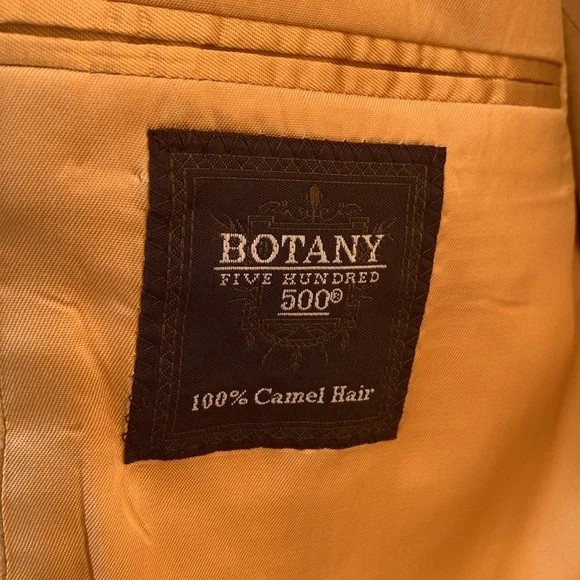 BOTANY
FIVE HUNDRED
500®
100% Camel Hair